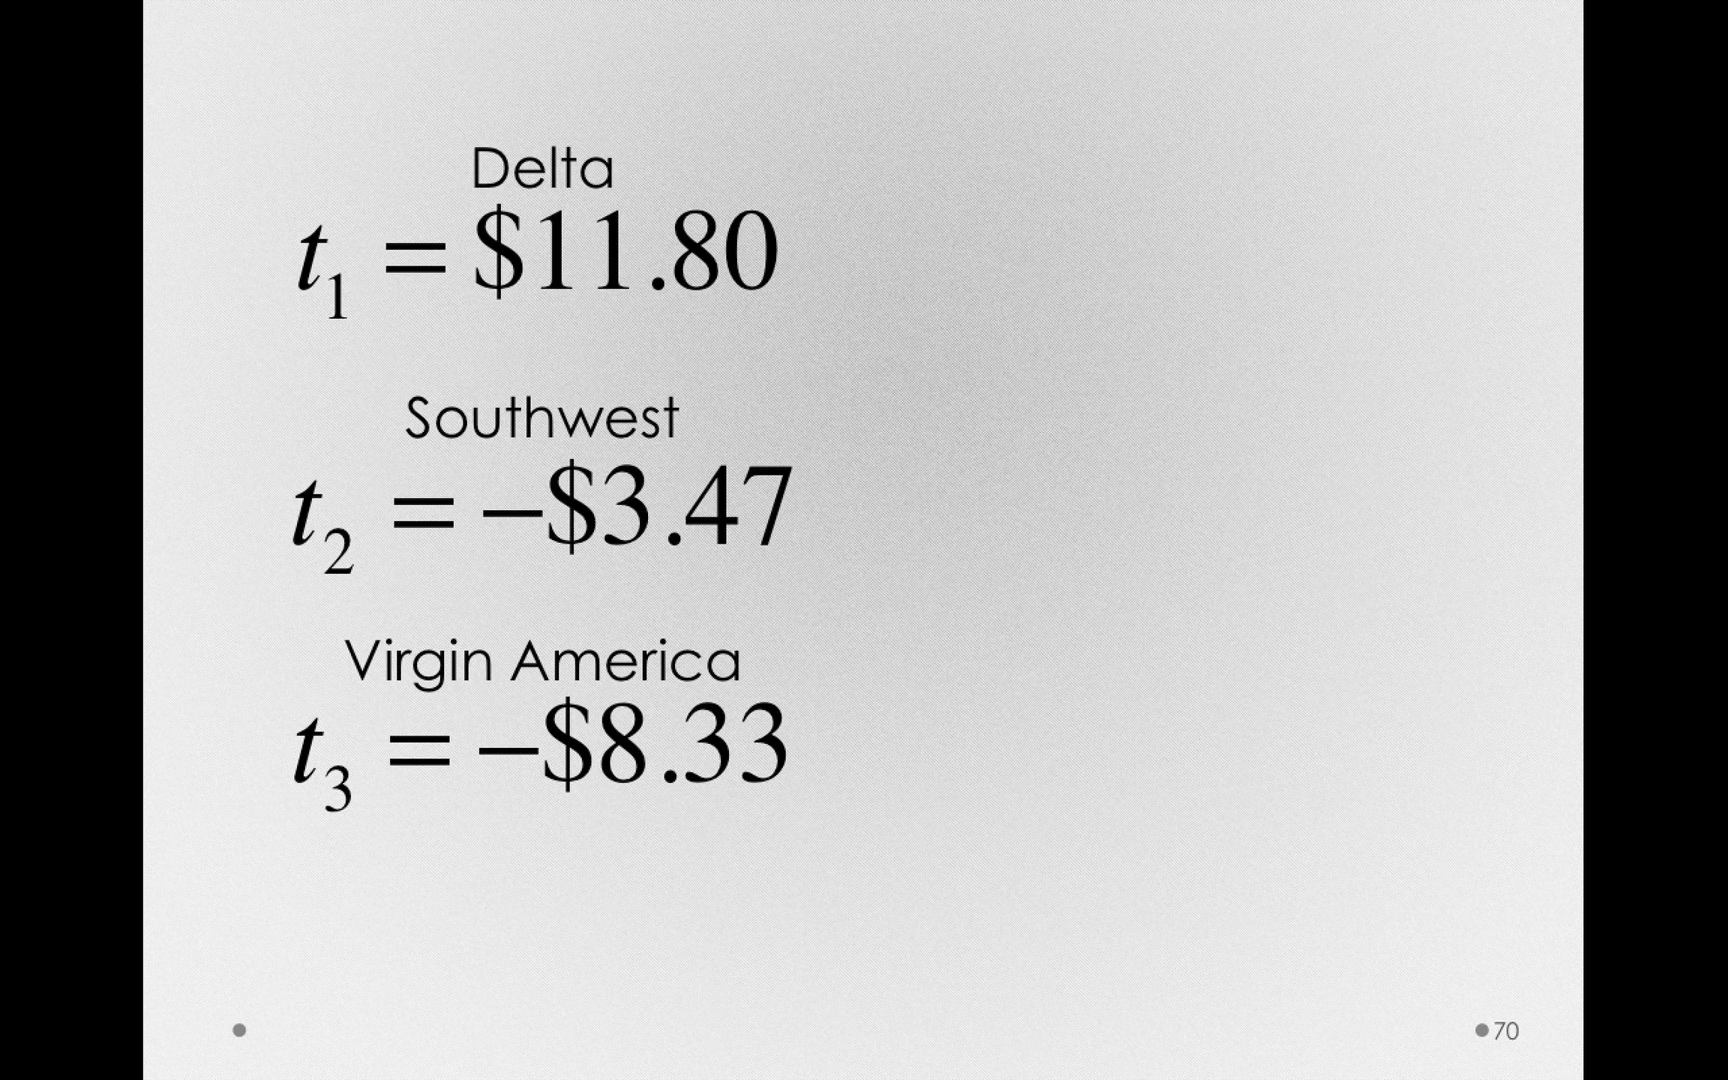 Delta
t₁ = $11.80
Southwest
t₂ = –$3.47
Virgin America
t₃ = –$8.33
70